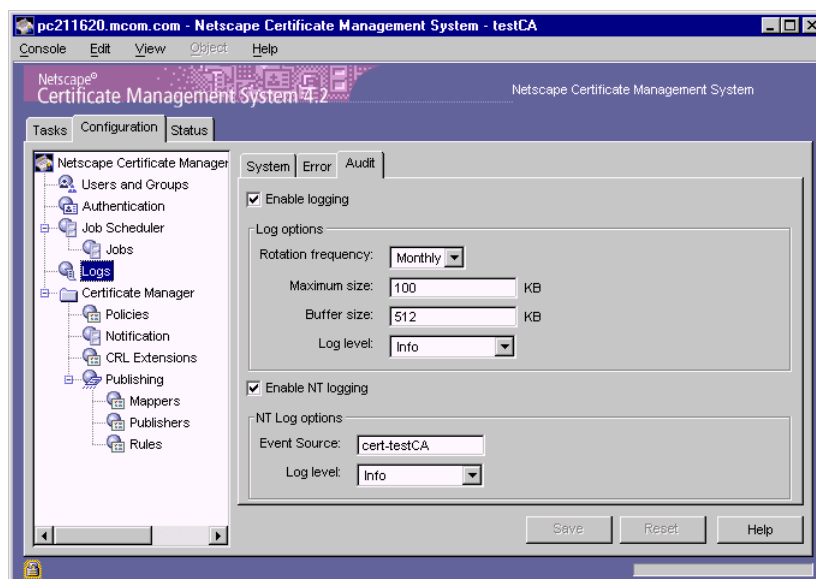 pc211620.mcom.com - Netscape Certificate Management System - testCA
Console Edit View Object Help
Netscape®
Certificate Management System 4.2
Netscape Certificate Management System
Tasks Configuration Status
Netscape Certificate Manager
Users and Groups
Authentication
Job Scheduler
Jobs
Logs
Certificate Manager
Policies
Notification
CRL Extensions
Publishing
Mappers
Publishers
Rules
System Error Audit
Enable logging
Log options
Rotation frequency: Monthly
Maximum size: 100 KB
Buffer size: 512 KB
Log level: Info
Enable NT logging
NT Log options
Event Source: cert-testCA
Log level: Info
Save Reset Help